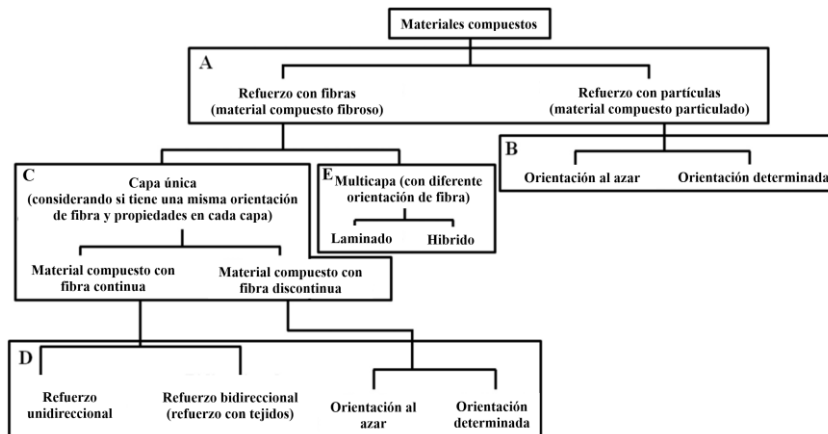 Materiales compuestos
A
Refuerzo con fibras
(material compuesto fibroso)
Refuerzo con partículas
(material compuesto particulado)
B
Orientación al azar
Orientación determinada
C
Capa única
(considerando si tiene una misma orientación
de fibra y propiedades en cada capa)
Material compuesto con
fibra continua
Material compuesto con
fibra discontinua
E
Multicapa (con diferente
orientación de fibra)
Laminado
Hibrido
D
Refuerzo
unidireccional
Refuerzo bidireccional
(refuerzo con tejidos)
Orientación al
azar
Orientación
determinada